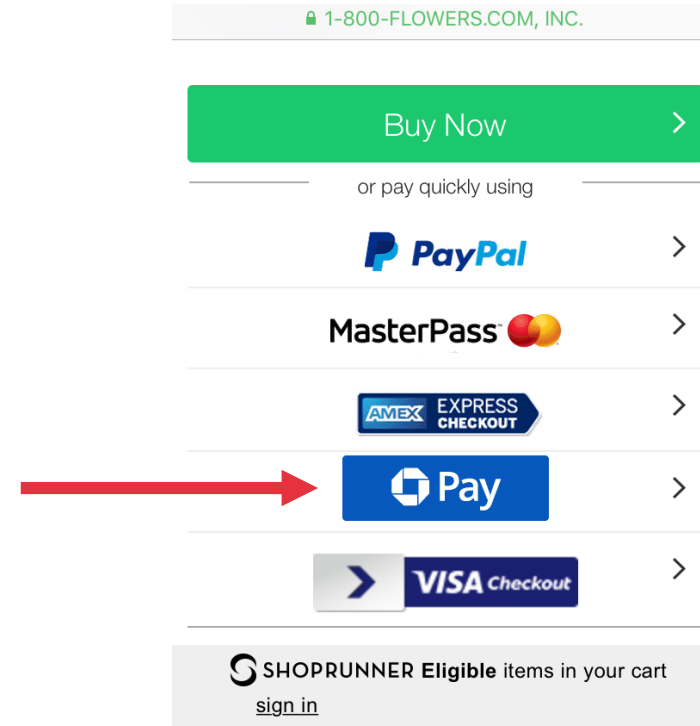 1-800-FLOWERS.COM, INC.
Buy Now
or pay quickly using
PayPal
MasterPass™
AMEX EXPRESS
CHECKOUT
Pay
VISA Checkout
SHOPRUNNER Eligible items in your cart
sign in